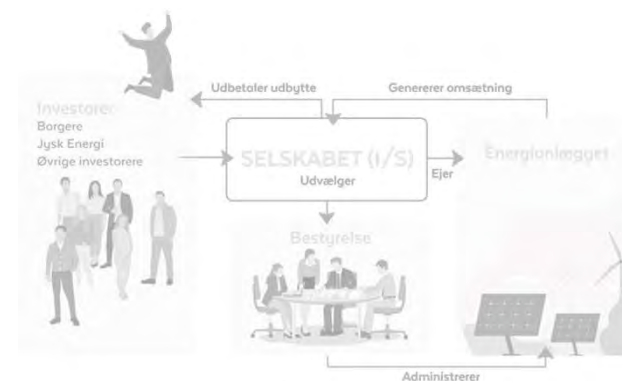 Udbetaler udbytte
Genererer omsætning
Investorer
Borgere
Jysk Energi
Øvrige investorere
SELSKABET (I/S)
Udvælger
Ejer
Energianlægget
Bestyrelse
Administrerer